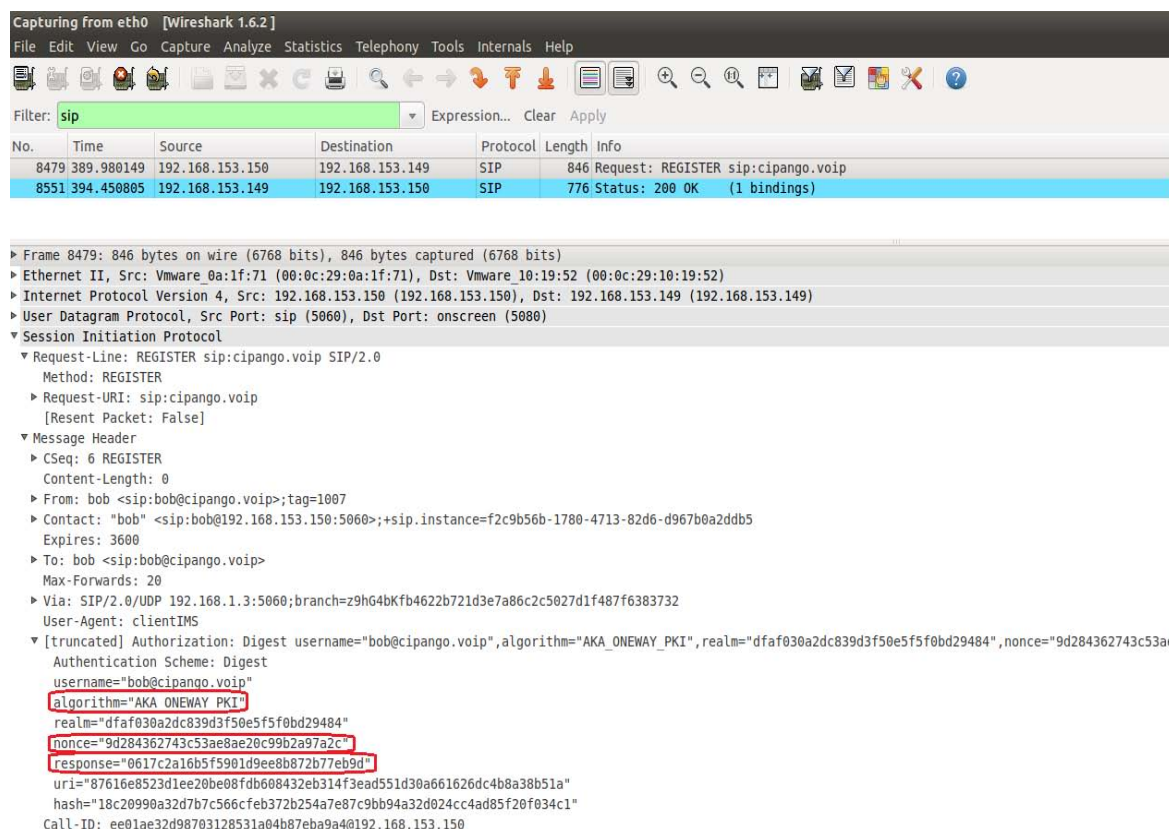 Capturing from eth0 [Wireshark 1.6.2 ]
File Edit View Go Capture Analyze Statistics Telephony Tools Internals Help
Filter: sip Expression... Clear Apply
No. Time Source Destination Protocol Length Info
8479 389.980149 192.168.153.150 192.168.153.149 SIP 846 Request: REGISTER sip:cipango.voip
8551 394.450805 192.168.153.149 192.168.153.150 SIP 776 Status: 200 OK (1 bindings)
Frame 8479: 846 bytes on wire (6768 bits), 846 bytes captured (6768 bits)
Ethernet II, Src: Vmware_0a:1f:71 (00:0c:29:0a:1f:71), Dst: Vmware_10:19:52 (00:0c:29:10:19:52)
Internet Protocol Version 4, Src: 192.168.153.150 (192.168.153.150), Dst: 192.168.153.149 (192.168.153.149)
User Datagram Protocol, Src Port: sip (5060), Dst Port: onscreen (5080)
Session Initiation Protocol
Request-Line: REGISTER sip:cipango.voip SIP/2.0
Method: REGISTER
Request-URI: sip:cipango.voip
[Resent Packet: False]
Message Header
CSeq: 6 REGISTER
Content-Length: 0
From: bob <sip:bob@cipango.voip>;tag=1007
Contact: "bob" <sip:bob@192.168.153.150:5060>;+sip.instance=f2c9b56b-1780-4713-82d6-d967b0a2ddb5
Expires: 3600
To: bob <sip:bob@cipango.voip>
Max-Forwards: 20
Via: SIP/2.0/UDP 192.168.1.3:5060;branch=z9hG4bKfb4622b721d3e7a86c2c5027d1f487f6383732
User-Agent: clientIMS
[truncated] Authorization: Digest username="bob@cipango.voip",algorithm="AKA_ONEWAY_PKI",realm="dfaf030a2dc839d3f50e5f5f0bd29484",nonce="9d284362743c53ae
Authentication Scheme: Digest
username="bob@cipango.voip"
algorithm="AKA ONEWAY PKI"
realm="dfaf030a2dc839d3f50e5f5f0bd29484"
nonce="9d284362743c53ae8ae20c99b2a97a2c"
response="0617c2a16b5f5901d9ee8b872b77eb9d"
uri="87616e8523d1ee20be08fdb608432eb314f3ead551d30a661626dc4b8a38b51a"
hash="18c20990a32d7b7c566cfeb372b254a7e87c9bb94a32d024cc4ad85f20f034c1"
Call-ID: ee01ae32d98703128531a04b87eba9a4@192.168.153.150